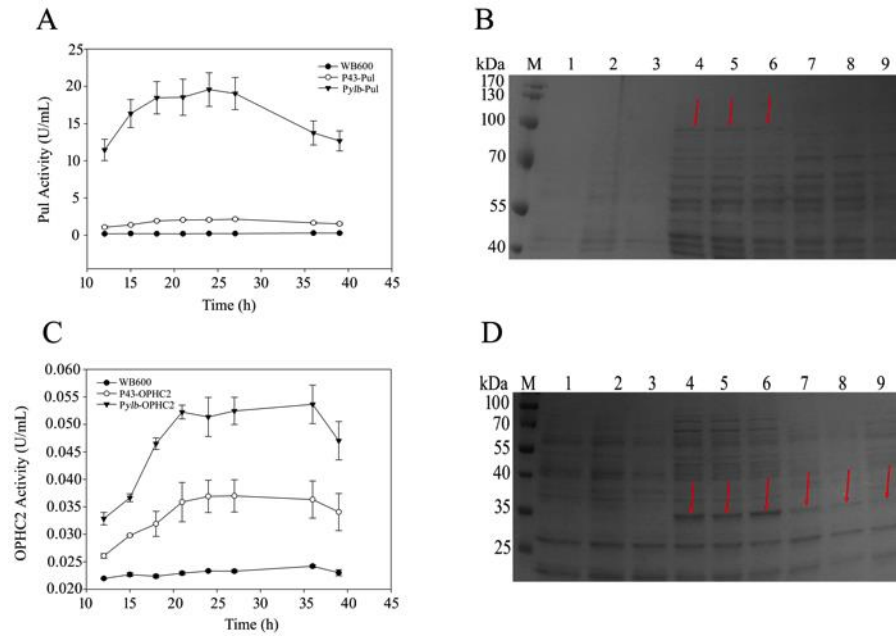 A
25
20
15
10
5
0
Pul Activity (U/mL)
WB600
P43-Pul
Pylb-Pul
10 15 20 25 30 35 40 45
Time (h)
B
kDa M 1 2 3 4 5 6 7 8 9
170
130
100
70
55
40
C
0.060
0.055
0.050
0.045
0.040
0.035
0.030
0.025
0.020
OPHC2 Activity (U/mL)
WB600
P43-OPHC2
Pylb-OPHC2
10 15 20 25 30 35 40 45
Time (h)
D
kDa M 1 2 3 4 5 6 7 8 9
100
70
55
40
35
25